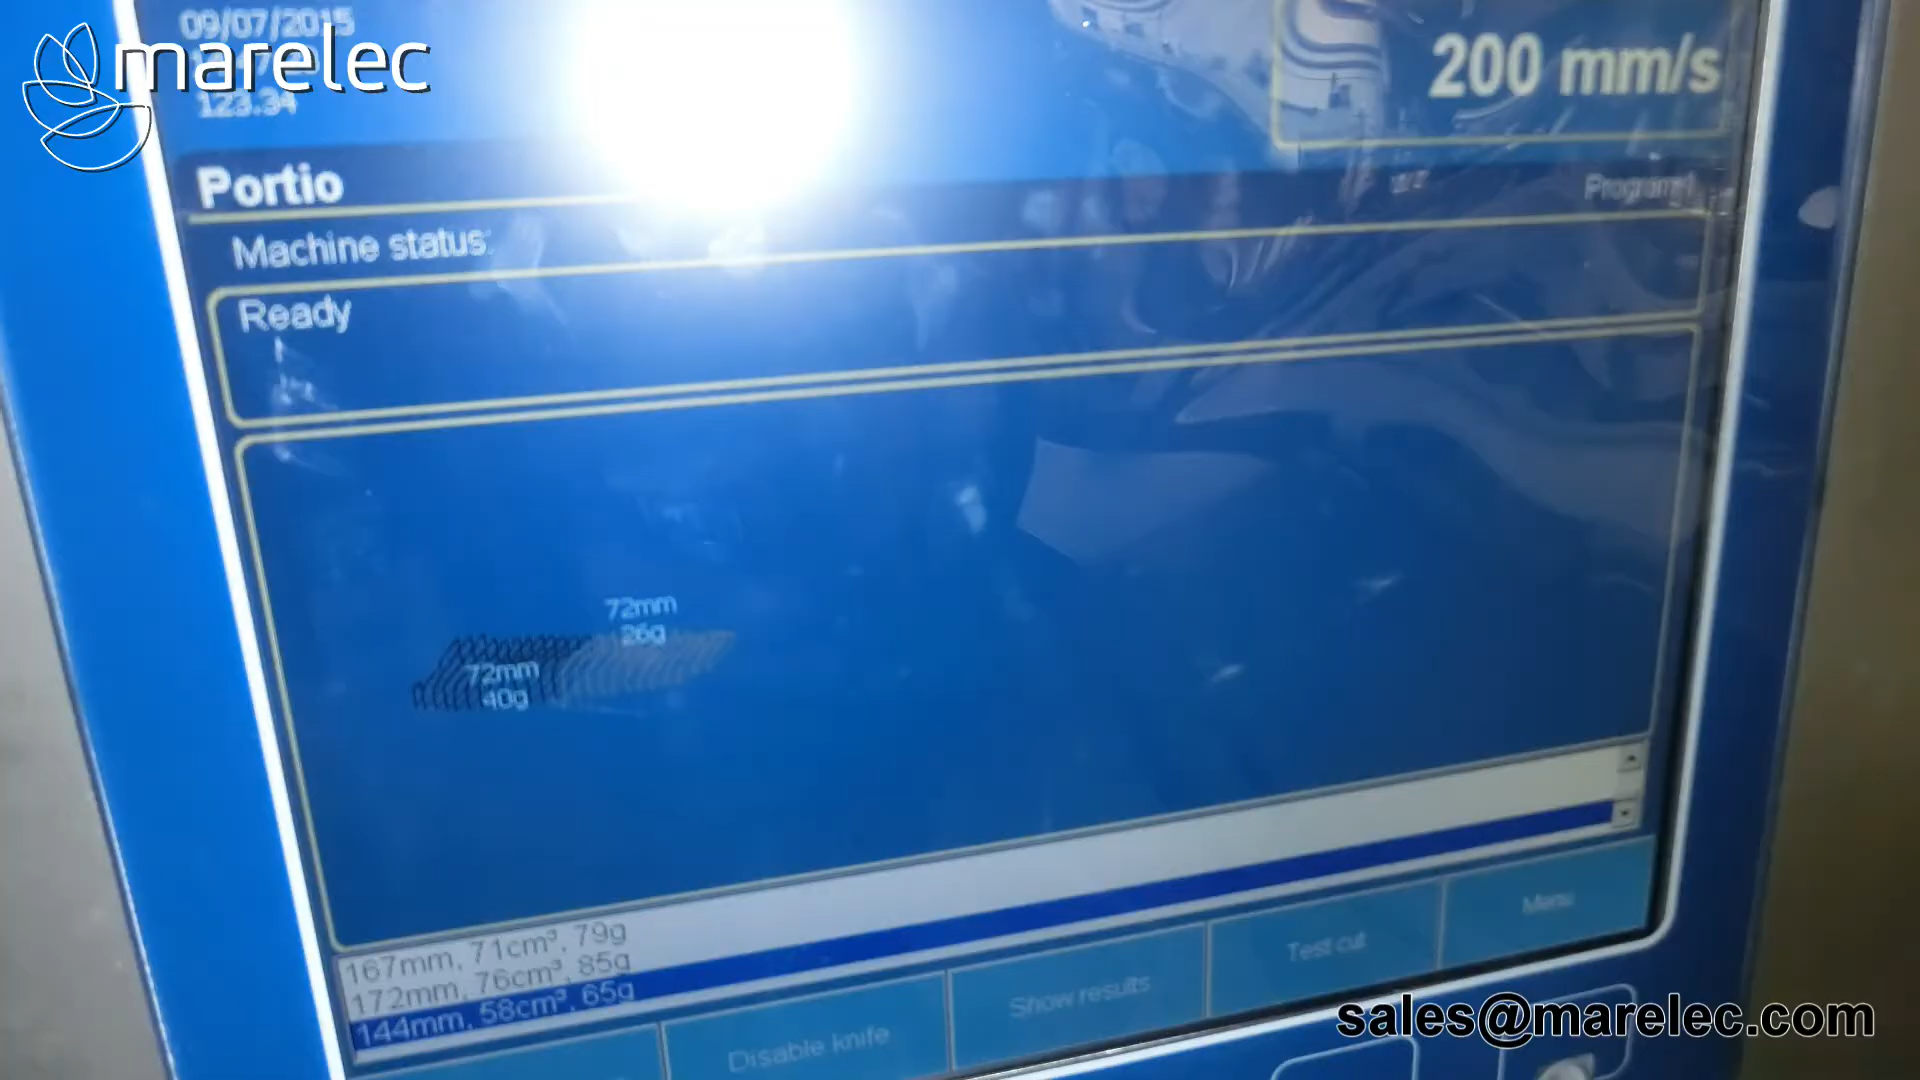 marelec
09/07/2015
123.34
200 mm/s
Portio
Program
Machine status:
Ready
72mm
26g
72mm
40g
167mm, 71cm³, 79g
172mm, 76cm³, 85g
144mm, 58cm³, 65g
Disable knife
Show results
Test cut
Menu
sales@marelec.com